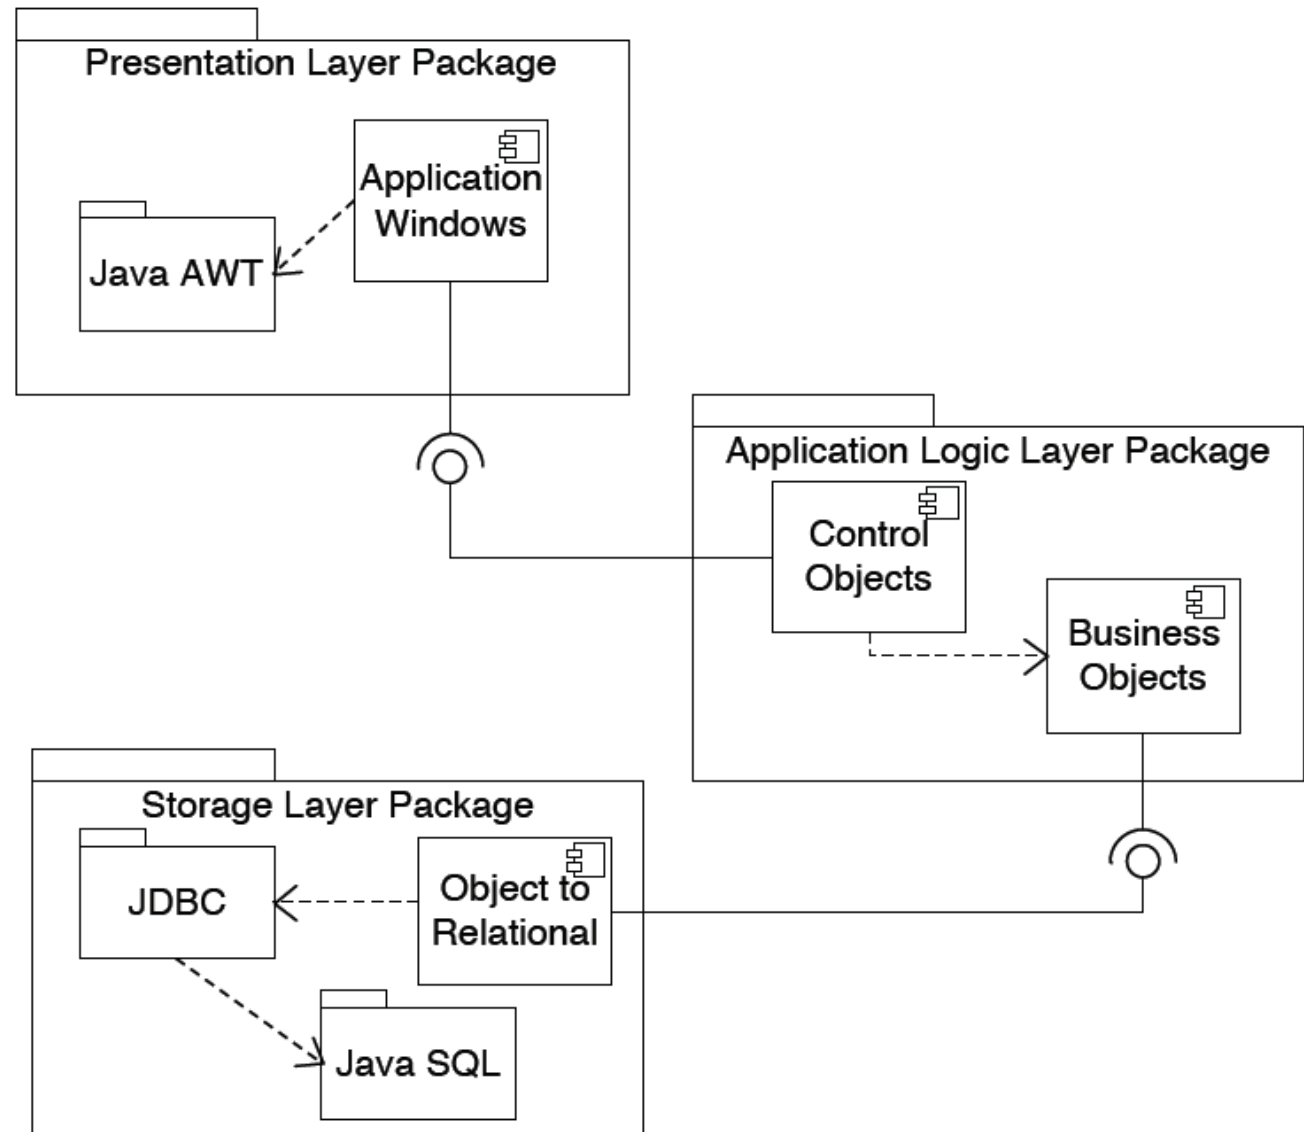 Presentation Layer Package
Application
Windows
Java AWT
Application Logic Layer Package
Control
Objects
Business
Objects
Storage Layer Package
JDBC
Object to
Relational
Java SQL